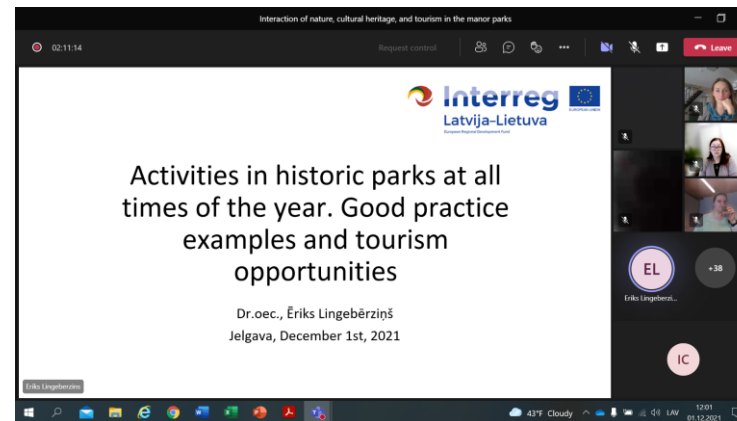 Interaction of nature, cultural heritage, and tourism in the manor parks
02:11:14
Request control
Leave
Interreg
EUROPEAN UNION
Latvija–Lietuva
European Regional Development Fund
Activities in historic parks at all
times of the year. Good practice
examples and tourism
opportunities
Dr.oec., Ēriks Lingebērziņš
Jelgava, December 1st, 2021
EL
+38
Eriks Lingeberzi...
IC
Eriks Lingeberzins
43°F Cloudy
LAV
12:01
01.12.2021